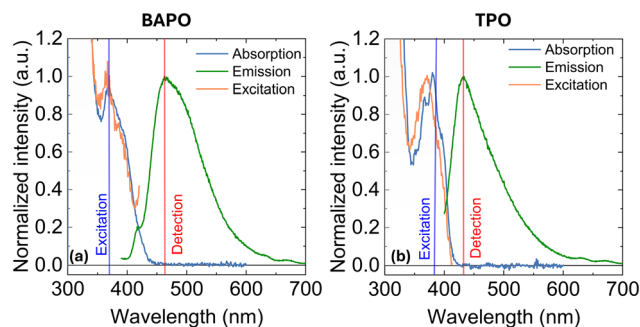 BAPO
TPO
Normalized intensity (a.u.)
1.2
1.0
0.8
0.6
0.4
0.2
0.0
Absorption
Emission
Excitation
Excitation
Detection
(a)
300
400
500
600
700
Wavelength (nm)
Normalized intensity (a.u.)
1.2
1.0
0.8
0.6
0.4
0.2
0.0
Absorption
Emission
Excitation
Excitation
Detection
(b)
300
400
500
600
700
Wavelength (nm)